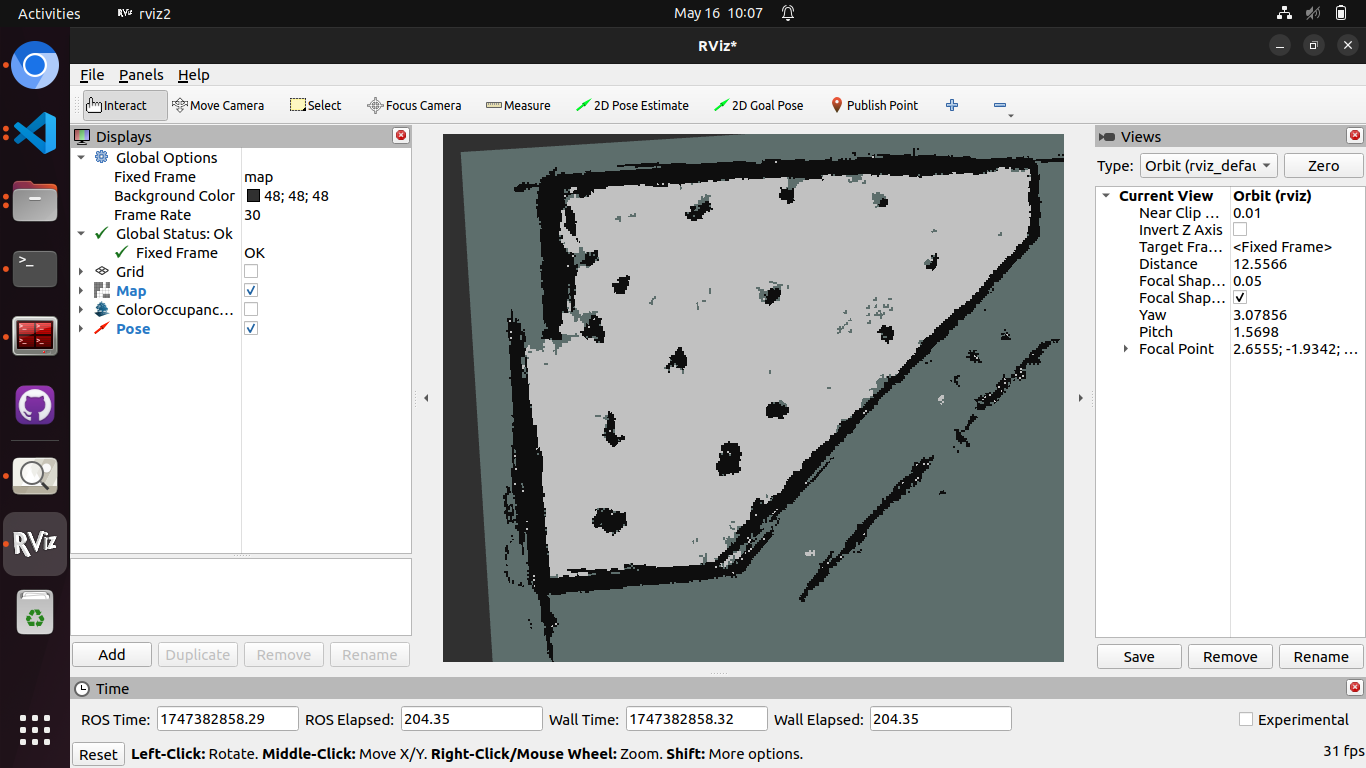 Activities RViz rviz2 May 16 10:07
RViz*
File Panels Help
Interact Move Camera Select Focus Camera Measure 2D Pose Estimate 2D Goal Pose Publish Point
Displays
Global Options
Fixed Frame map
Background Color 48; 48; 48
Frame Rate 30
Global Status: Ok
Fixed Frame OK
Grid
Map
ColorOccupanc...
Pose
Add Duplicate Remove Rename
Views
Type: Orbit (rviz_defau Zero
Current View Orbit (rviz)
Near Clip ... 0.01
Invert Z Axis
Target Fra... <Fixed Frame>
Distance 12.5566
Focal Shap... 0.05
Focal Shap...
Yaw 3.07856
Pitch 1.5698
Focal Point 2.6555; -1.9342; ...
Save Remove Rename
RViz
Time
ROS Time: 1747382858.29 ROS Elapsed: 204.35 Wall Time: 1747382858.32 Wall Elapsed: 204.35 Experimental
Reset Left-Click: Rotate. Middle-Click: Move X/Y. Right-Click/Mouse Wheel: Zoom. Shift: More options. 31 fps